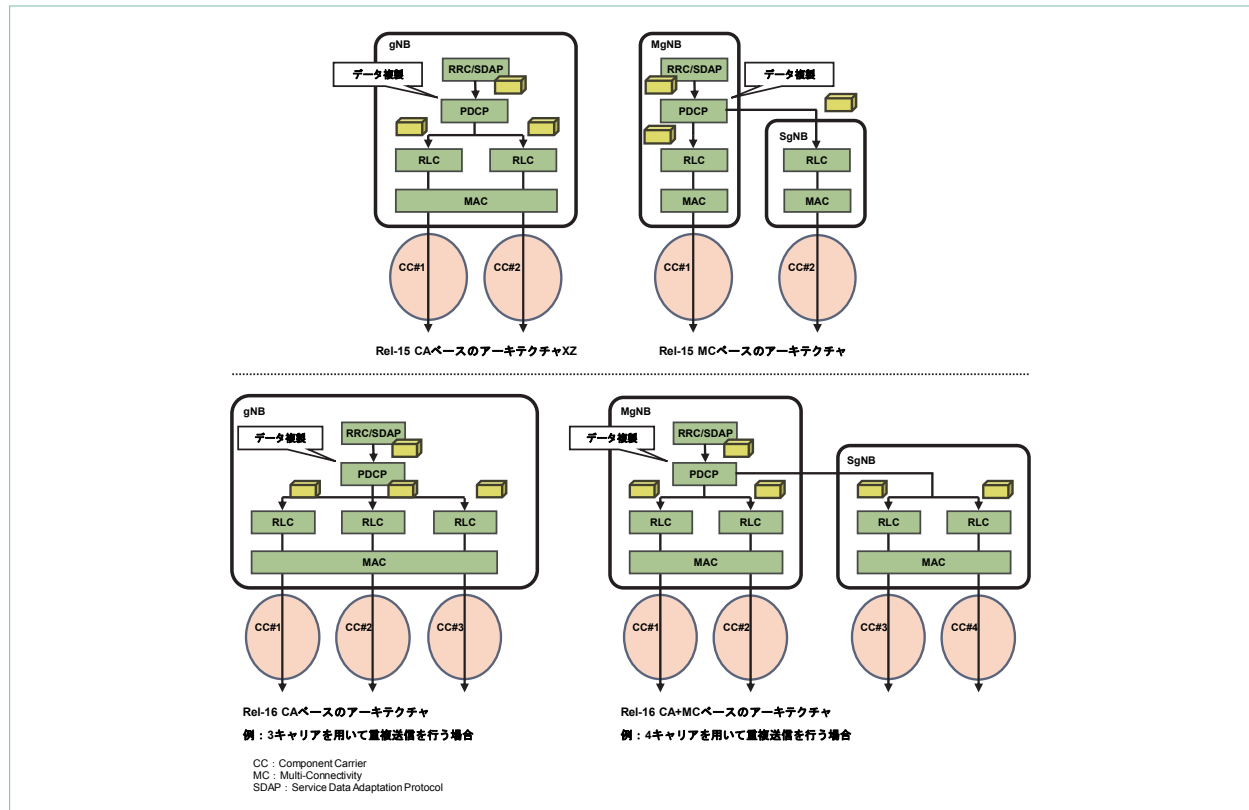 gNB
データ複製
RRC/SDAP
PDCP
RLC
RLC
MAC
CC#1
CC#2
Rel-15 CAベースのアーキテクチャXZ
MgNB
データ複製
RRC/SDAP
PDCP
RLC
MAC
SgNB
RLC
MAC
CC#1
CC#2
Rel-15 MCベースのアーキテクチャ
gNB
データ複製
RRC/SDAP
PDCP
RLC
RLC
RLC
MAC
CC#1
CC#2
CC#3
Rel-16 CAベースのアーキテクチャ
例：3キャリアを用いて重複送信を行う場合
MgNB
データ複製
RRC/SDAP
PDCP
RLC
RLC
MAC
SgNB
RLC
RLC
MAC
CC#1
CC#2
CC#3
CC#4
Rel-16 CA+MCベースのアーキテクチャ
例：4キャリアを用いて重複送信を行う場合
CC：Component Carrier
MC：Multi-Connectivity
SDAP：Service Data Adaptation Protocol